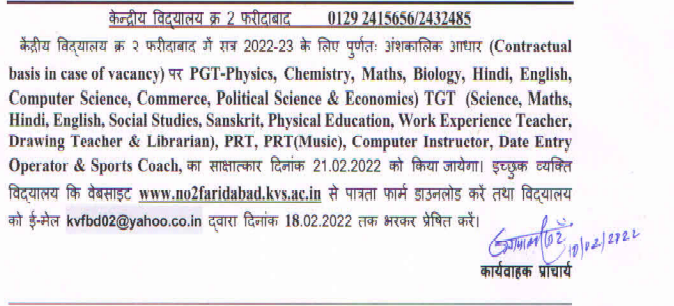 केन्द्रीय विद्यालय क्र 2 फरीदाबाद 0129 2415656/2432485
केंद्रीय विद्यालय क्र २ फरीदाबाद में सत्र 2022-23 के लिए पुर्णतः अंशकालिक आधार (Contractual
basis in case of vacancy) पर PGT-Physics, Chemistry, Maths, Biology, Hindi, English,
Computer Science, Commerce, Political Science & Economics) TGT (Science, Maths,
Hindi, English, Social Studies, Sanskrit, Physical Education, Work Experience Teacher,
Drawing Teacher & Librarian), PRT, PRT(Music), Computer Instructor, Date Entry
Operator & Sports Coach, का साक्षात्कार दिनांक 21.02.2022 को किया जायेगा। इच्छुक व्यक्ति
विद्यालय कि वेबसाइट www.no2faridabad.kvs.ac.in से पात्रता फार्म डाउनलोड करें तथा विद्यालय
को ई-मेल kvfbd02@yahoo.co.in द्वारा दिनांक 18.02.2022 तक भरकर प्रेषित करें।
10/02/2022
कार्यवाहक प्राचार्य